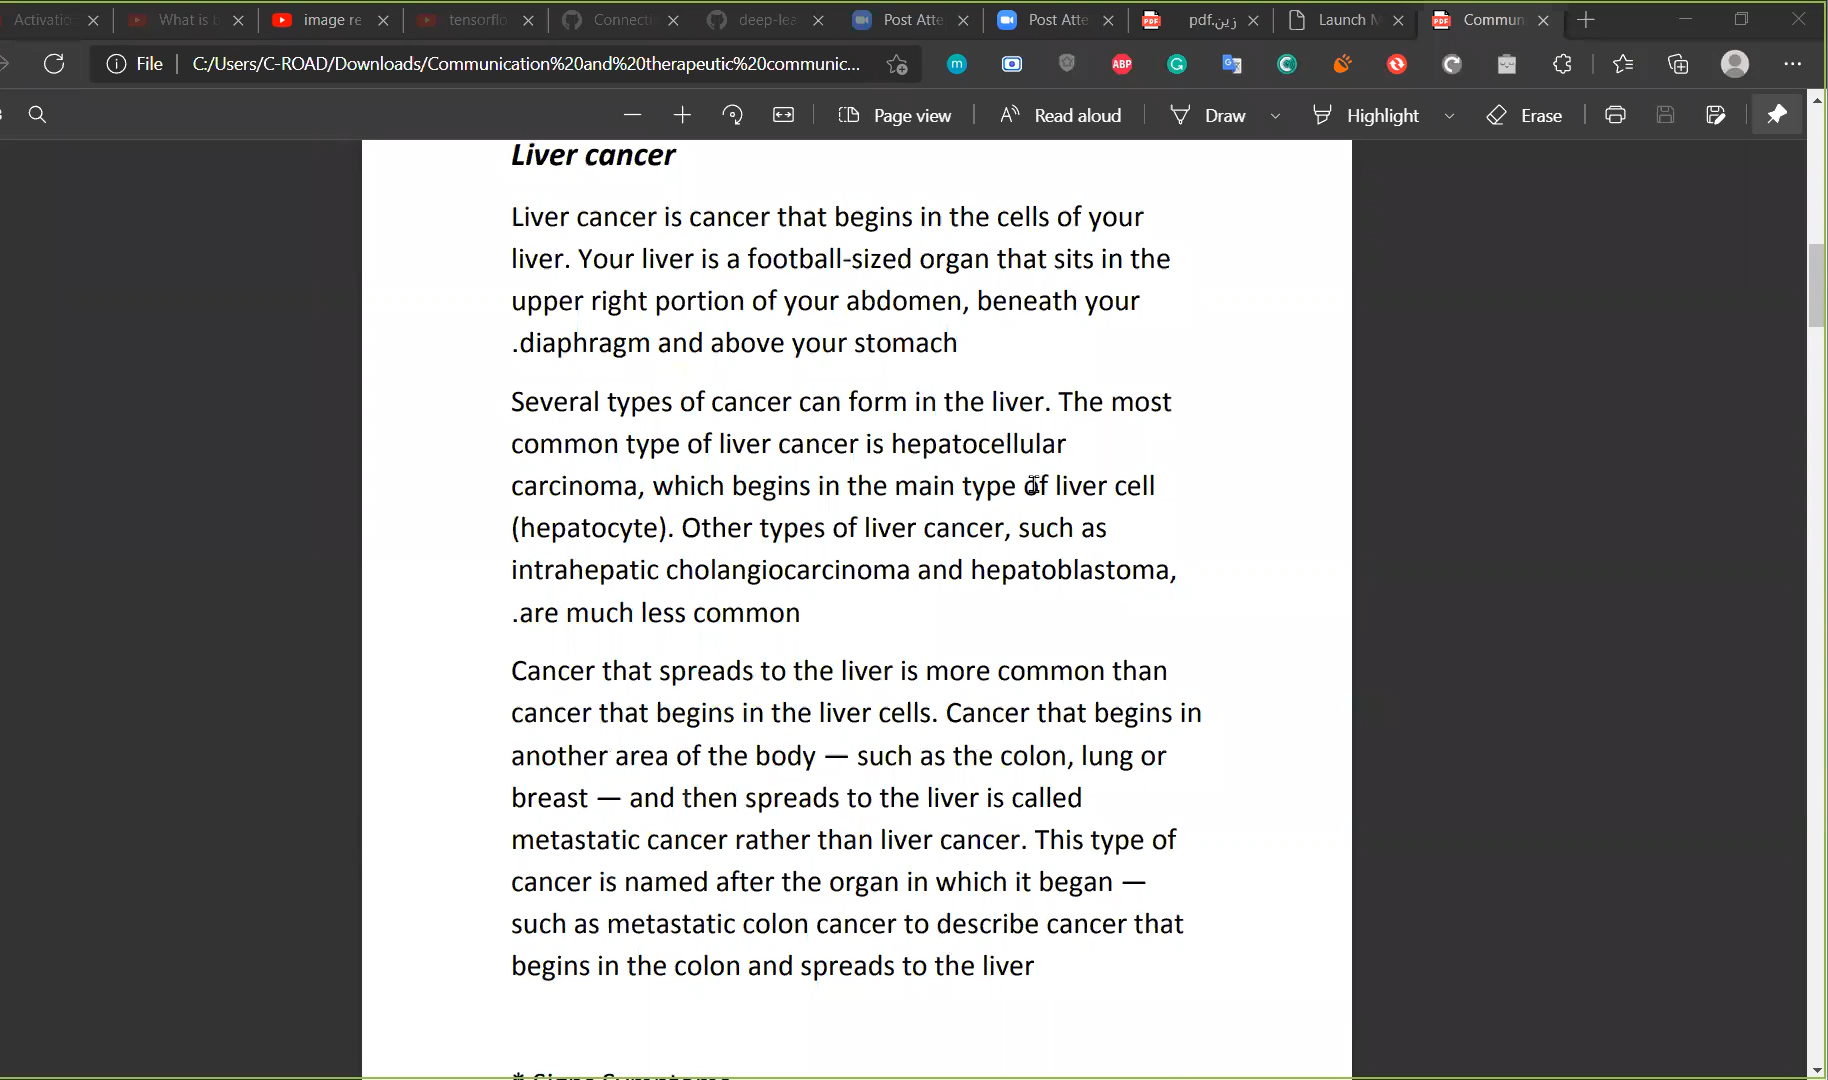 Activatio
What is b
image re
tensorflo
Connecti
deep-lea
Post Atte
Post Atte
زين.pdf
Launch M
Commun
File
C:/Users/C-ROAD/Downloads/Communication%20and%20therapeutic%20communic...
Page view
Read aloud
Draw
Highlight
Erase
Liver cancer
Liver cancer is cancer that begins in the cells of your
liver. Your liver is a football-sized organ that sits in the
upper right portion of your abdomen, beneath your
.diaphragm and above your stomach
Several types of cancer can form in the liver. The most
common type of liver cancer is hepatocellular
carcinoma, which begins in the main type of liver cell
(hepatocyte). Other types of liver cancer, such as
intrahepatic cholangiocarcinoma and hepatoblastoma,
.are much less common
Cancer that spreads to the liver is more common than
cancer that begins in the liver cells. Cancer that begins in
another area of the body — such as the colon, lung or
breast — and then spreads to the liver is called
metastatic cancer rather than liver cancer. This type of
cancer is named after the organ in which it began —
such as metastatic colon cancer to describe cancer that
begins in the colon and spreads to the liver